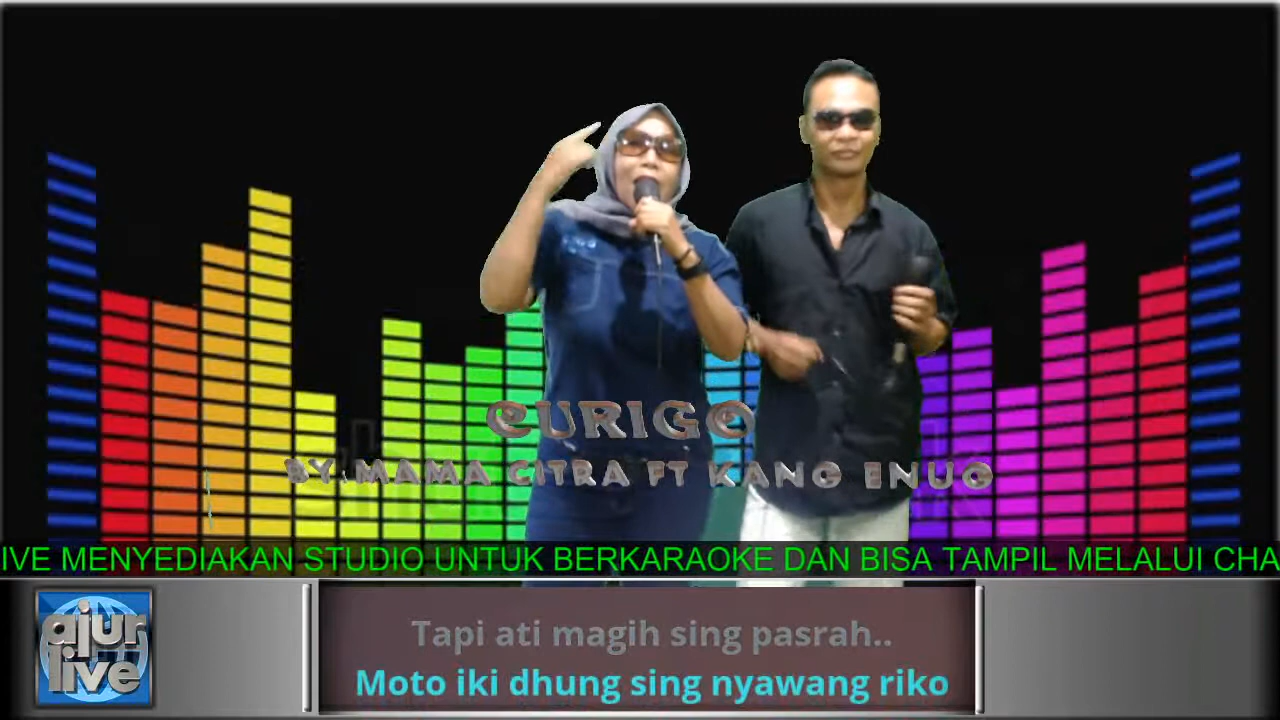 CURIGO
BY. MAMA CITRA FT KANG ENUG
IVE MENYEDIAKAN STUDIO UNTUK BERKARAOKE DAN BISA TAMPIL MELALUI CHA
ajur
live
Tapi ati magih sing pasrah..
Moto iki dhung sing nyawang riko